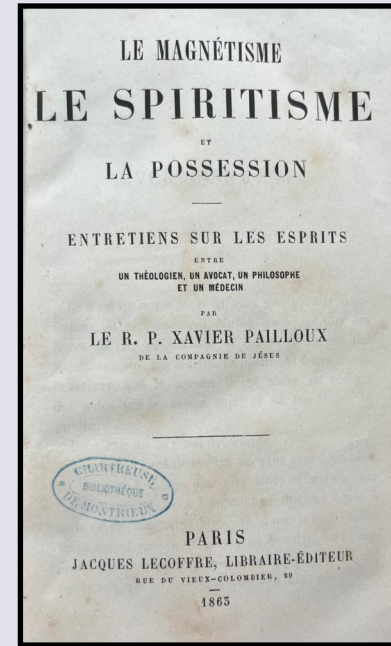 LE MAGNÉTISME
LE SPIRITISME
ET
LA POSSESSION
ENTRETIENS SUR LES ESPRITS
ENTRE
UN THÉOLOGIEN, UN AVOCAT, UN PHILOSOPHE
ET UN MÉDECIN
PAR
LE R. P. XAVIER PAILLOUX
DE LA COMPAGNIE DE JÉSUS
CHARTREUSE
BIBLIOTHÈQUE
DE MONTRIEUX
PARIS
JACQUES LECOFFRE, LIBRAIRE-ÉDITEUR
RUE DU VIEUX-COLOMBIER, 29
1863